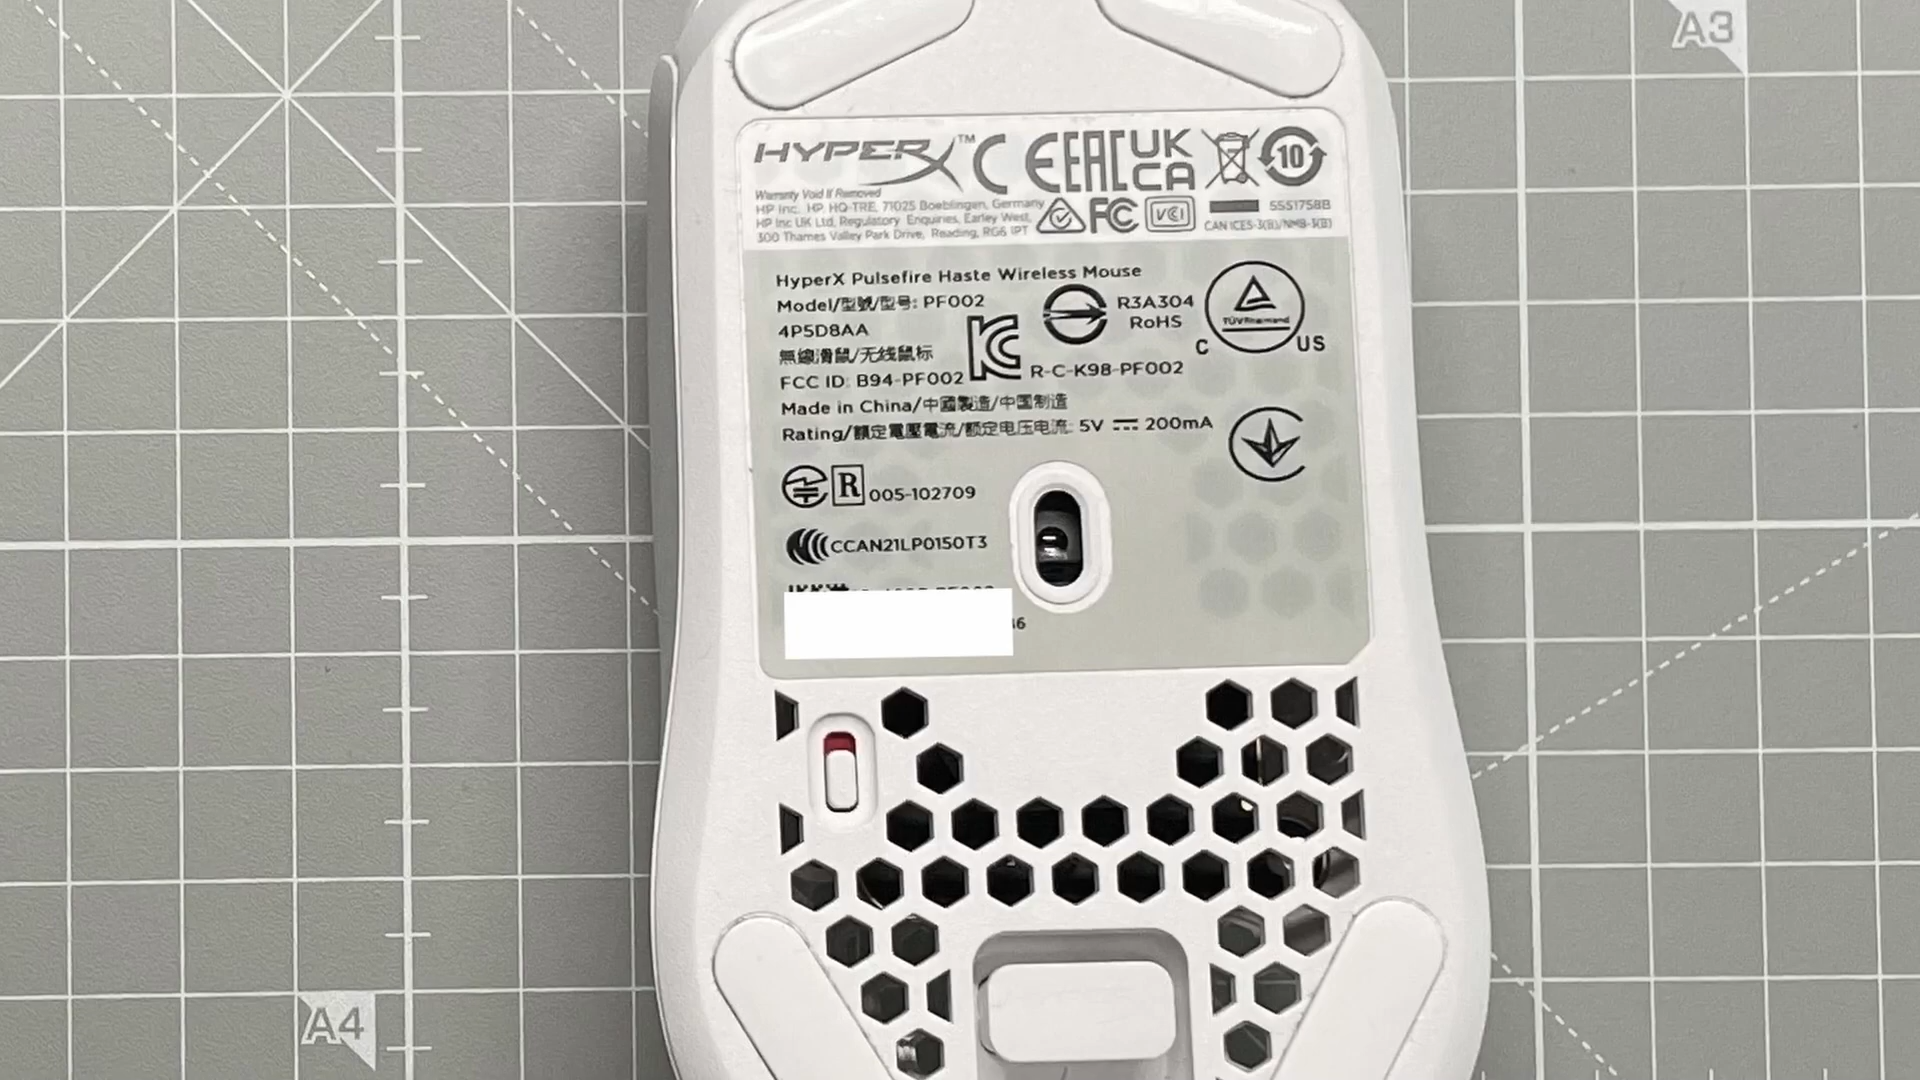 A3
HYPERX™ CE EAC UK CA 10
Warranty Void If Removed
HP Inc. HP HQ-TRE, 71025 Boeblingen, Germany
HP Inc UK Ltd, Regulatory Enquiries, Earley West,
300 Thames Valley Park Drive, Reading, RG6 1PT
FC VCI 5551758B
CAN ICES-3(B)/NMB-3(B)
HyperX Pulsefire Haste Wireless Mouse
Model/型號/型号: PF002
4P5D8AA
無線滑鼠/无线鼠标
FCC ID: B94-PF002
R3A304
RoHS
TÜVRheinland
C US
R-C-K98-PF002
Made in China/中國製造/中国制造
Rating/額定電壓電流/额定电压电流: 5V 200mA
R 005-102709
CCAN21LP0150T3
A4